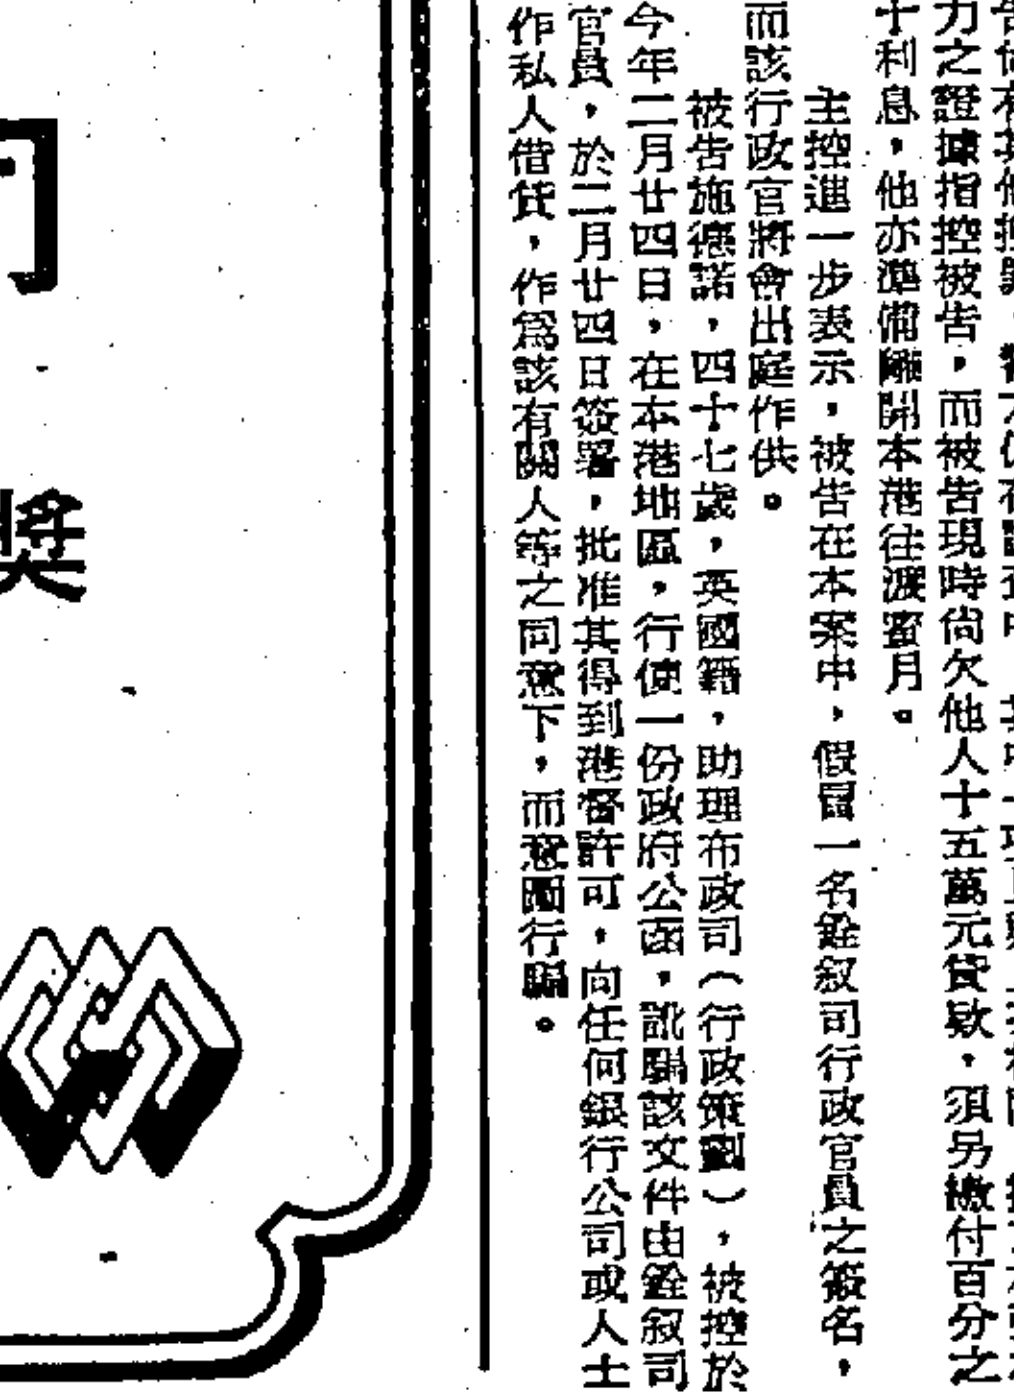 力之證據指控被告，而被告現時尚欠他人十五萬元貸款，須另繳付百分之
十利息，他亦準備離開本港往渡蜜月。
主控進一步表示，被告在本案中，假冒一名銓叙司行政官員之簽名，
而該行政官將會出庭作供。
被告施德諾，四十七歲，英國籍，助理布政司（行政策劃），被控於
今年二月廿四日，在本港地區，行使一份政府公函，訛騙該文件由銓叙司
官員，於二月廿四日簽署，批准其得到港督許可，向任何銀行公司或人士
作私人借貸，作爲該有關人等之同意下，而意圖行騙。
獎